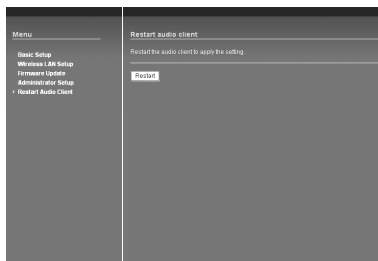 Menu
Basic Setup
Wireless LAN Setup
Firmware Update
Administrator Setup
Restart Audio Client
Restart audio client
Restart the audio client to apply the setting.
Restart